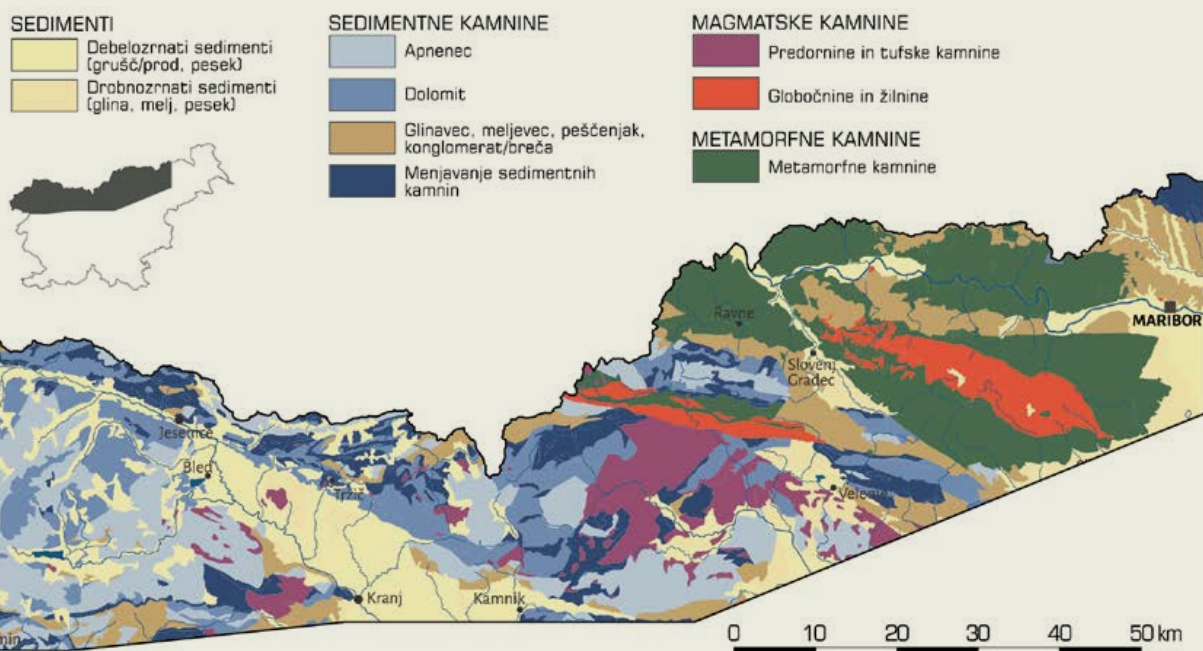 SEDIMENTI
Debelozrnati sedimenti
(grušč/prod, pesek)
Drobnozrnati sedimenti
(glina, melj, pesek)
SEDIMENTNE KAMNINE
Apnenec
Dolomit
Glinavec, meljevec, peščenjak,
konglomerat/breča
Menjavanje sedimentnih
kamnin
MAGMATSKE KAMNINE
Predornine in tufske kamnine
Globočnine in žilnine
METAMORFNE KAMNINE
Metamorfne kamnine
Ravne
MARIBOR
Slovenj
Gradec
Jesenice
Bled
Tržič
Velenje
Kranj
Kamnik
min
0 10 20 30 40 50 km